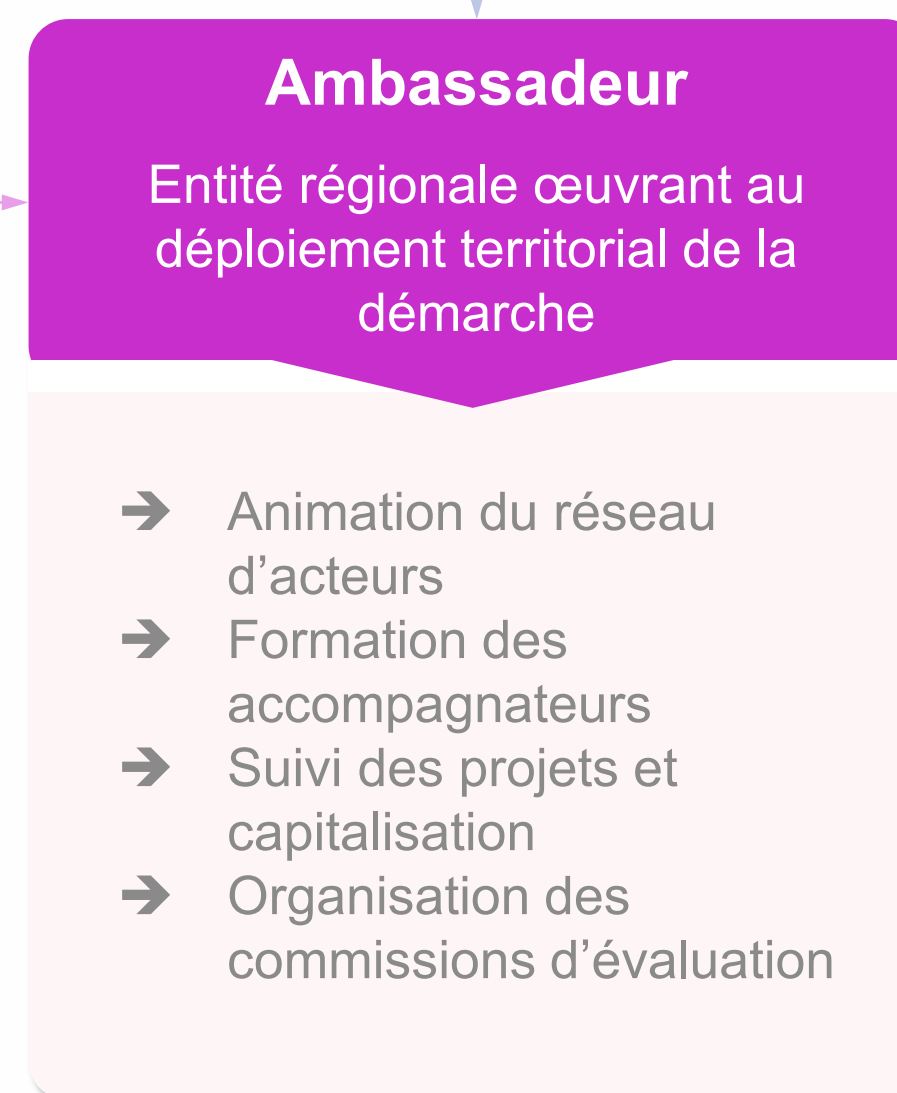 Ambassadeur
Entité régionale œuvrant au
déploiement territorial de la
démarche
➔ Animation du réseau
d’acteurs
➔ Formation des
accompagnateurs
➔ Suivi des projets et
capitalisation
➔ Organisation des
commissions d’évaluation